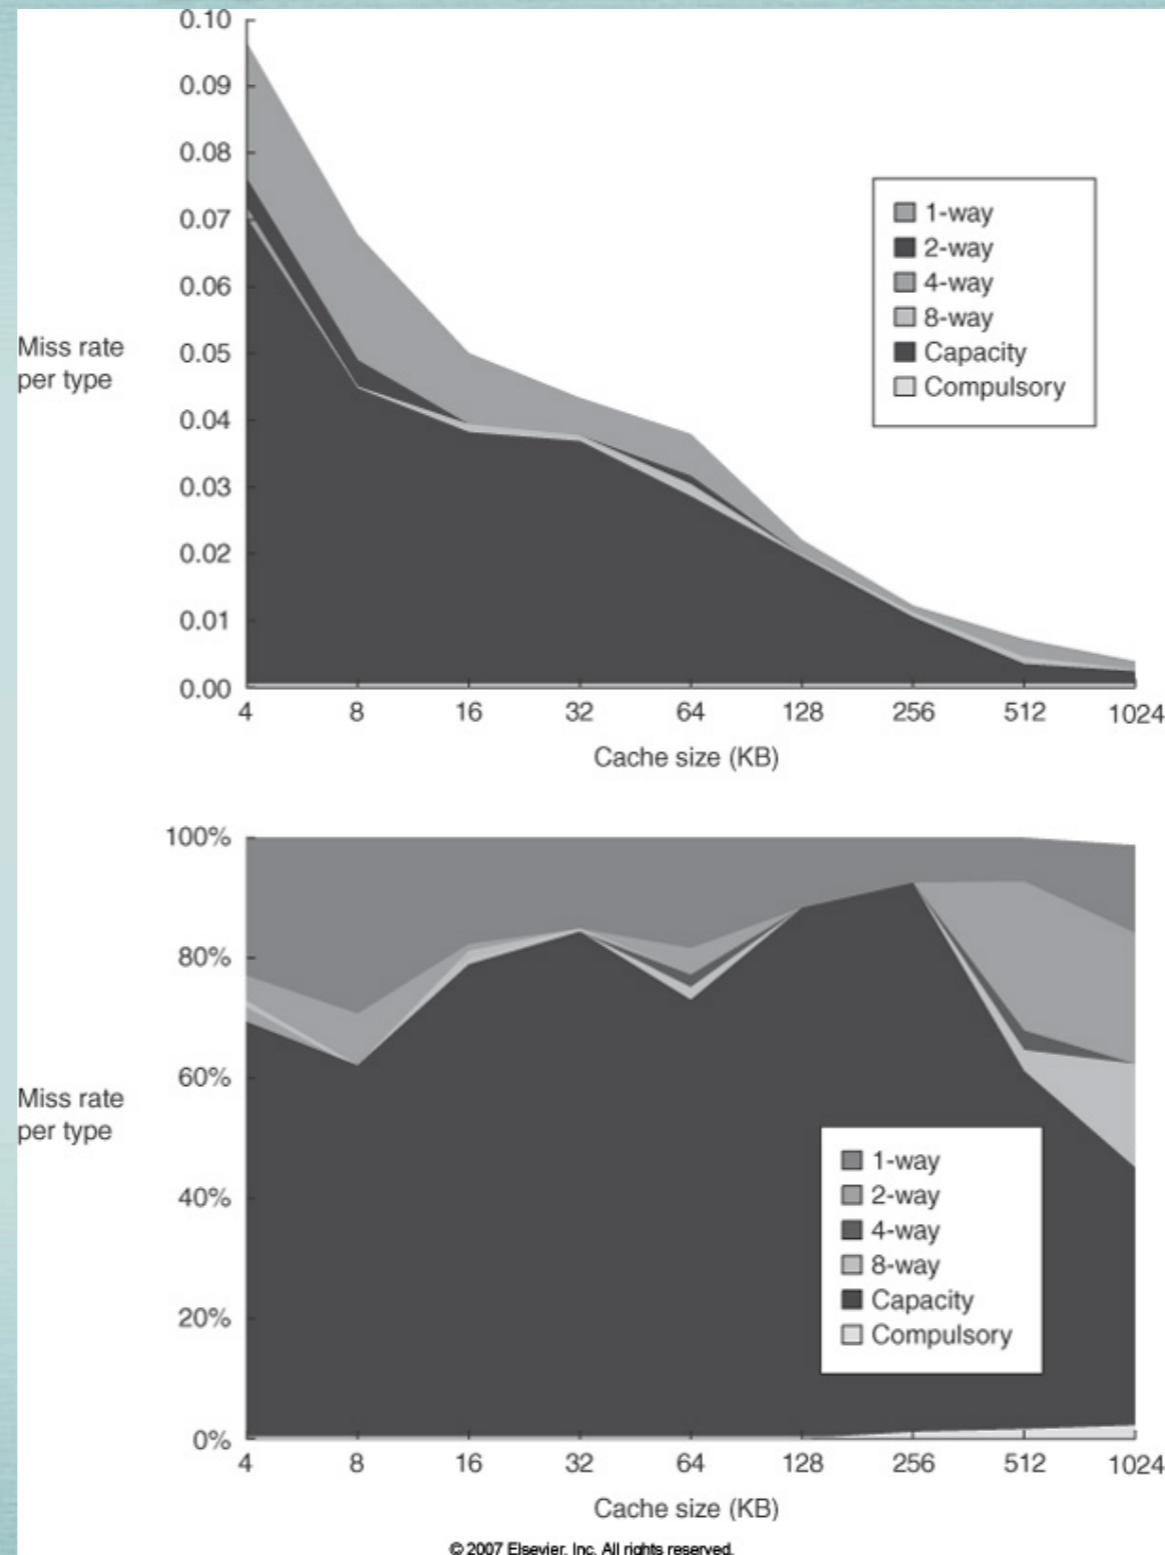 0.10
0.09
0.08
0.07
0.06
0.05
0.04
0.03
0.02
0.01
0.00
Miss rate
per type
1-way
2-way
4-way
8-way
Capacity
Compulsory
4 8 16 32 64 128 256 512 1024
Cache size (KB)
100%
80%
60%
40%
20%
0%
Miss rate
per type
1-way
2-way
4-way
8-way
Capacity
Compulsory
4 8 16 32 64 128 256 512 1024
Cache size (KB)
© 2007 Elsevier, Inc. All rights reserved.